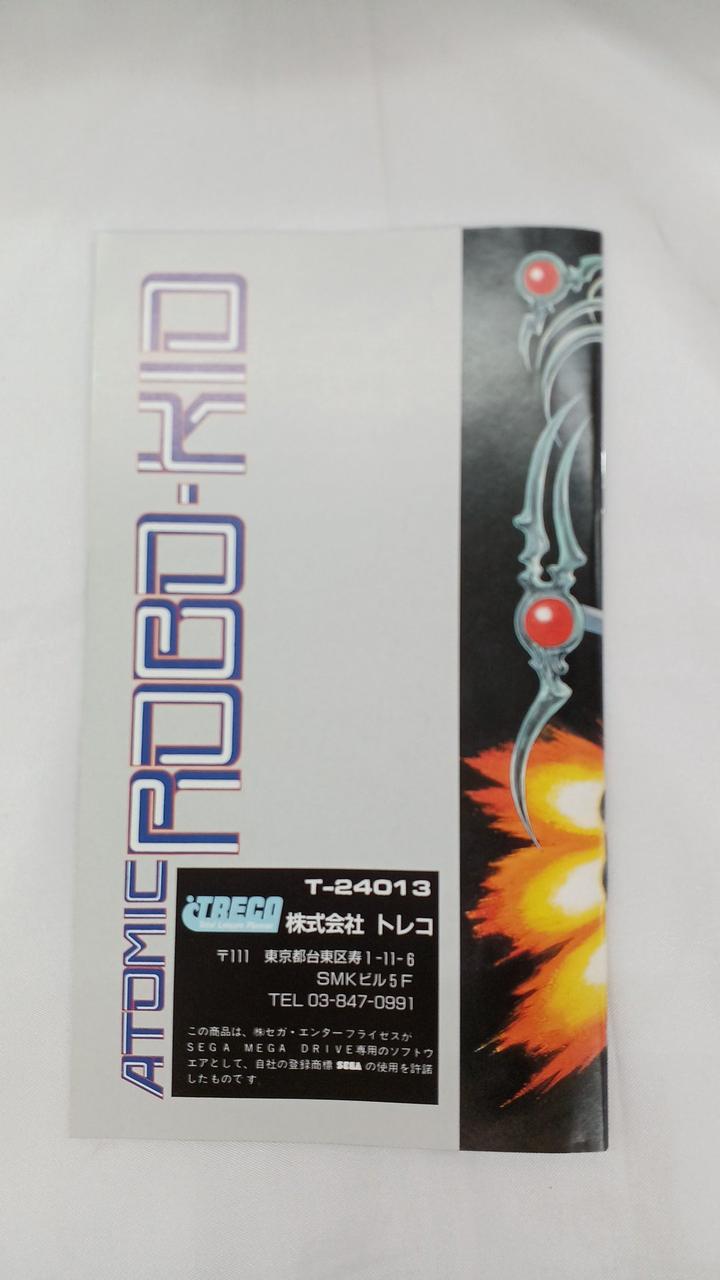 ATOMIC ROBO-KID
T-24013
TRECO
株式会社 トレコ
〒111 東京都台東区寿1-11-6
SMKビル5F
TEL 03-847-0991
この商品は、㈱セガ・エンタープライゼスが
SEGA MEGA DRIVE専用のソフトウ
エアとして、自社の登録商標 SEGA の使用を許諾
したものです